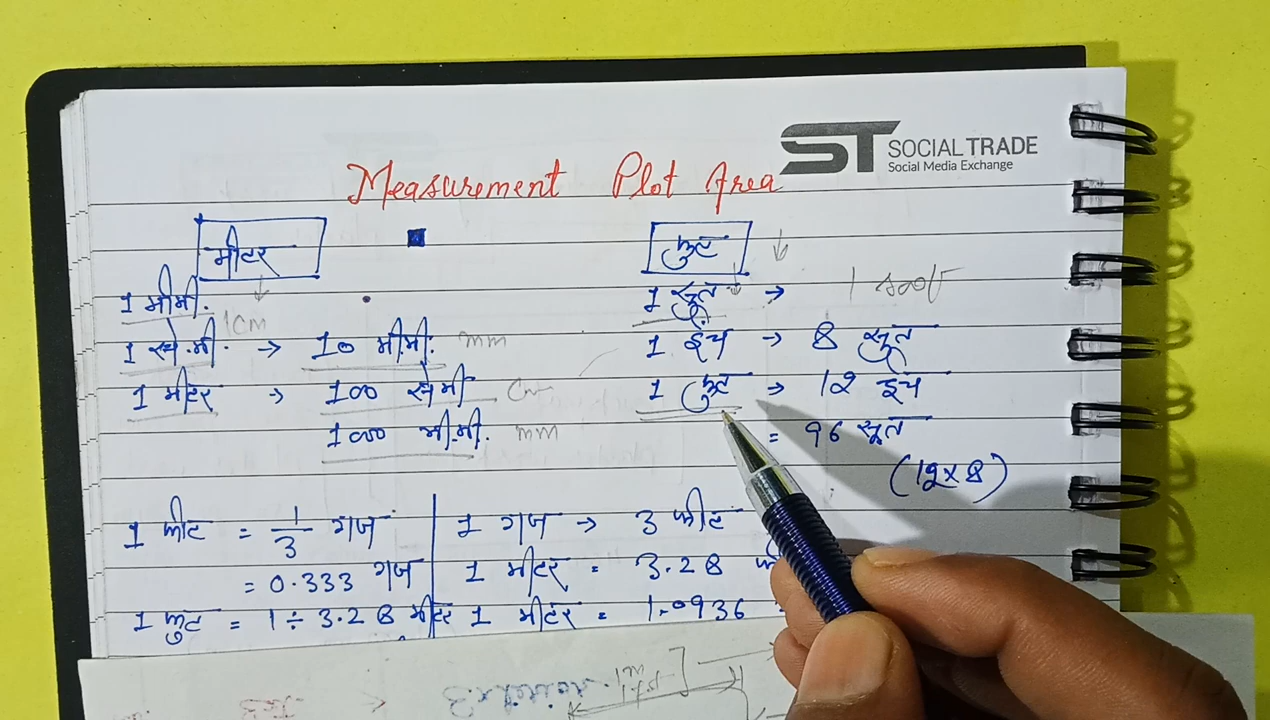 ST SOCIAL TRADE
Social Media Exchange
Measurement Plot Area
मीटर
1 मी.मी.
1CM
1 से.मी. → 10 मी.मी. mm
1 मीटर → 100 से मी Cm
1000 मी.मी. mm
फुट
1 सूत →
1 इंच → 8 सूत
1 फुट → 12 इंच
= 96 सूत
(12×8)
1 फीट = 1/3 गज
= 0.333 गज
1 फुट = 1 ÷ 3.28 मीटर
1 गज → 3 फीट
1 मीटर = 3.28
1 मीटर = 1.0936